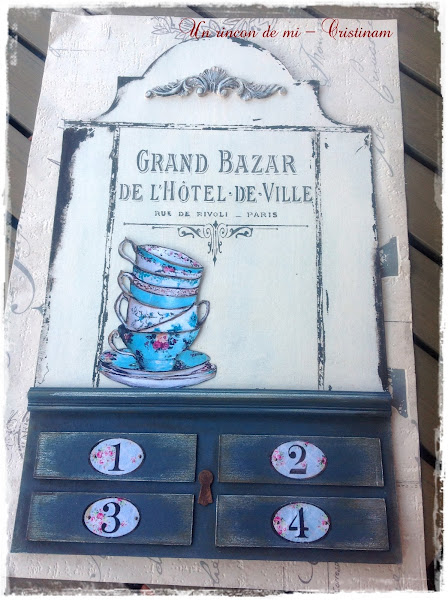 Un rincon de mi - Cristinam
GRAND BAZAR
DE L'HÔTEL-DE-VILLE
RUE DE RIVOLI - PARIS
1
2
3
4